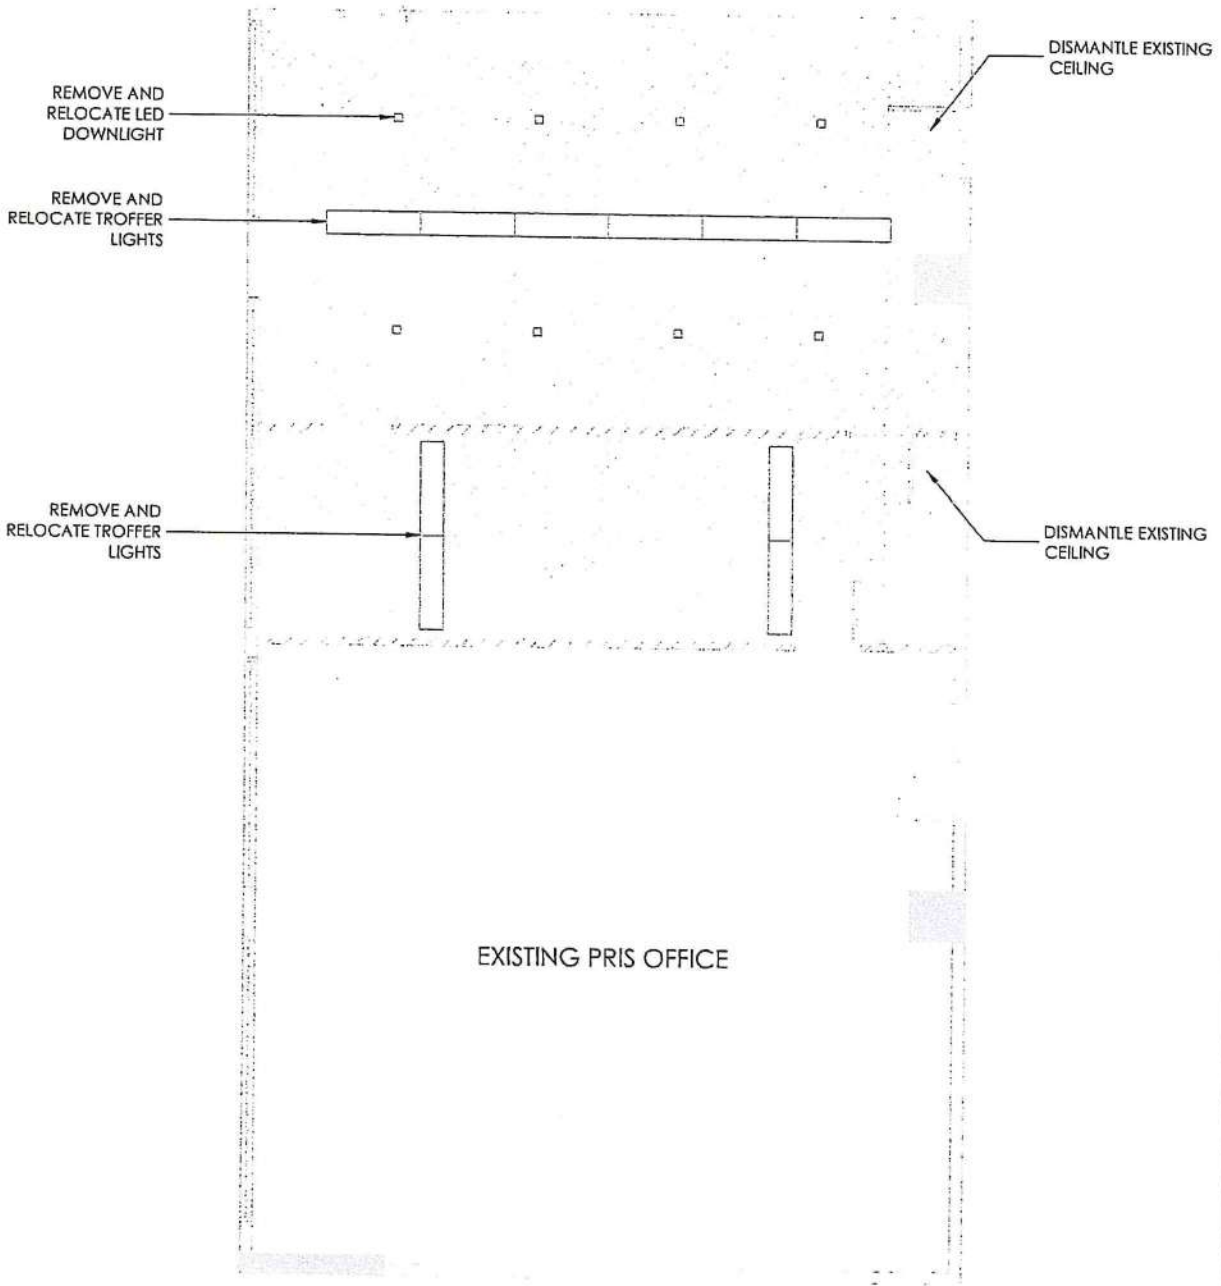 DISMANTLE EXISTING
CEILING
REMOVE AND
RELOCATE LED
DOWNLIGHT
REMOVE AND
RELOCATE TROFFER
LIGHTS
REMOVE AND
RELOCATE TROFFER
LIGHTS
DISMANTLE EXISTING
CEILING
EXISTING PRIS OFFICE